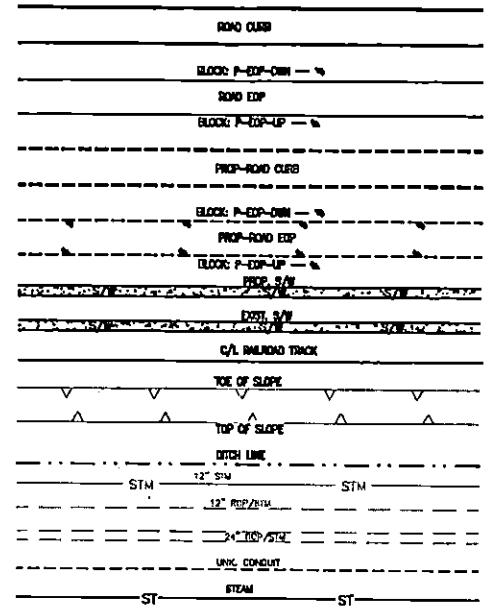 ROAD CURB
BLOCK: P-EOP-DWN
ROAD EOP
BLOCK: P-EOP-UP
PROP-ROAD CURB
BLOCK: P-EOP-DWN
PROP-ROAD EOP
BLOCK: P-EOP-UP
PROP. S/W
S/W S/W S/W
EXIST. S/W
S/W S/W S/W
C/L RAILROAD TRACK
TOE OF SLOPE
TOP OF SLOPE
DITCH LINE
12" STM
STM STM
12" RCP/STM
24" RCP/STM
UNK. CONDUIT
STEAM
ST ST